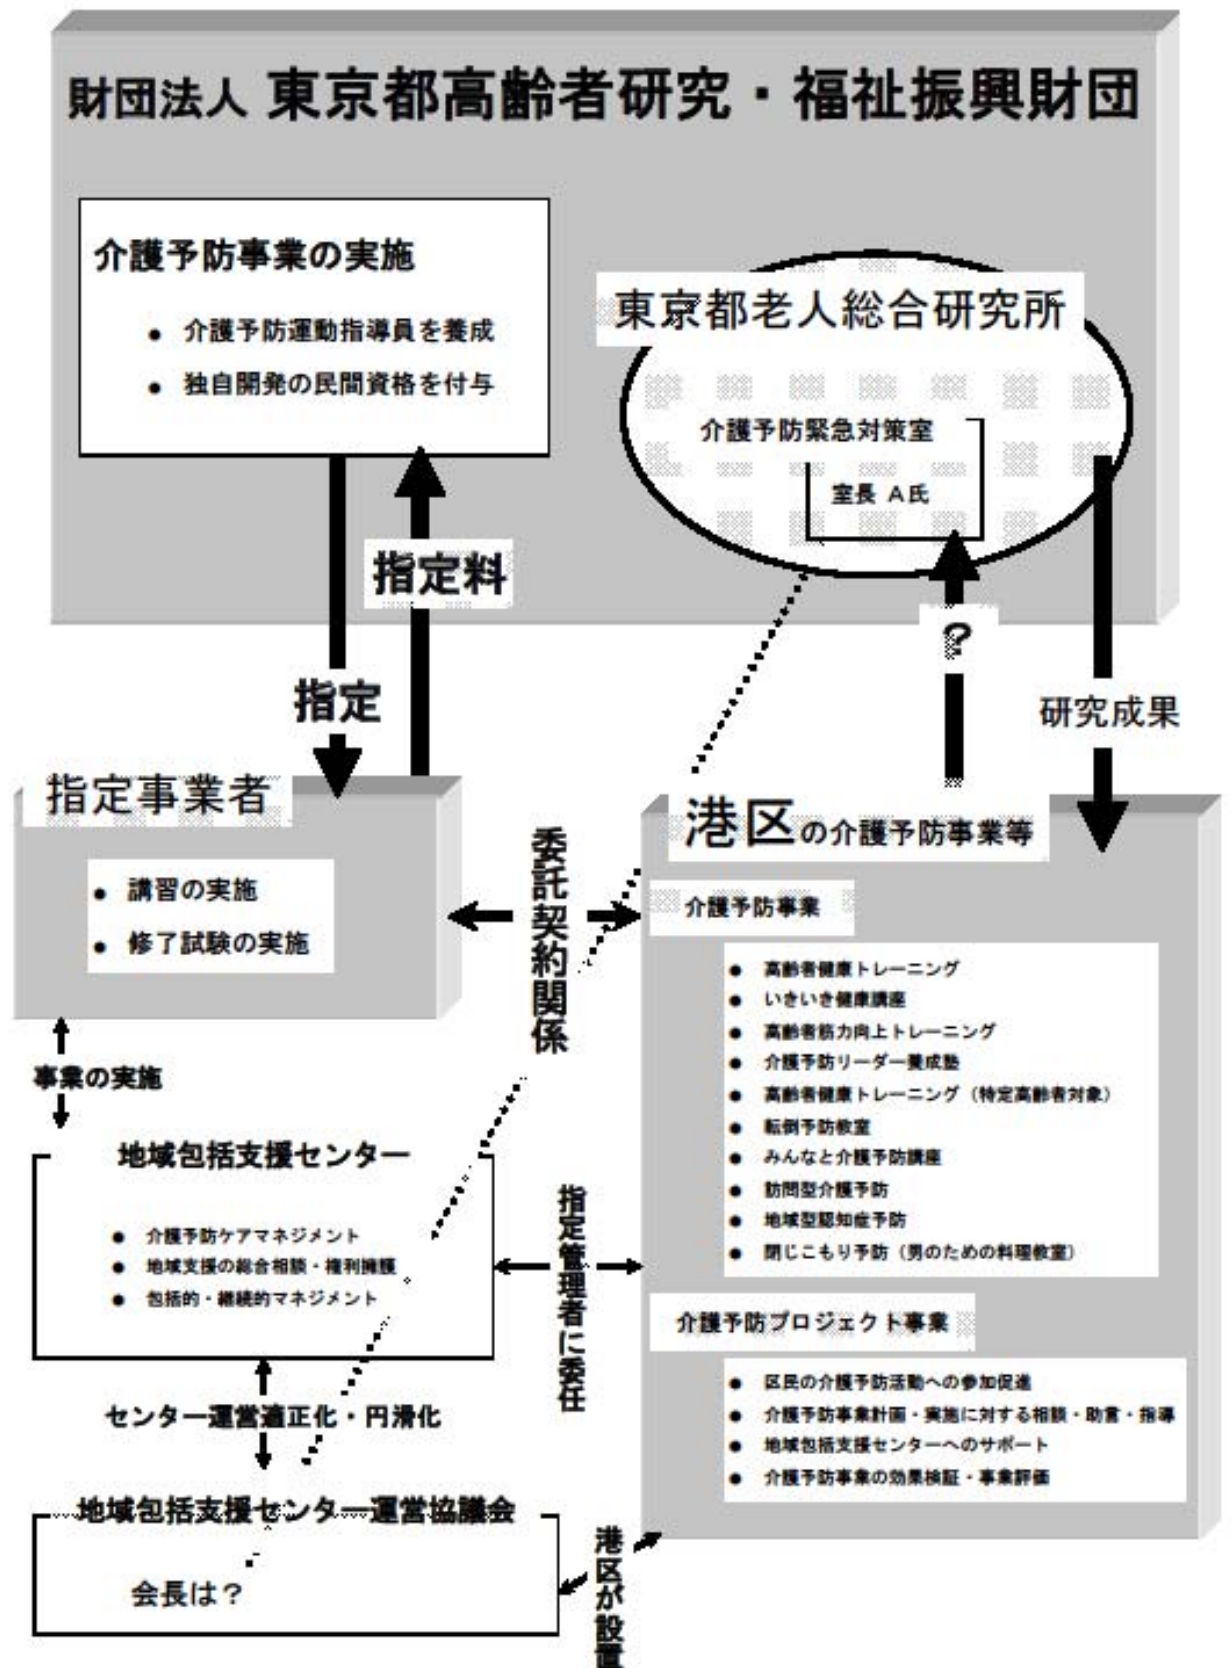 財団法人 東京都高齢者研究・福祉振興財団
介護予防事業の実施
● 介護予防運動指導員を養成
● 独自開発の民間資格を付与
東京都老人総合研究所
介護予防緊急対策室
室長 A氏
指定料
?
指定
研究成果
指定事業者
● 講習の実施
● 修了試験の実施
委託契約関係
港区の介護予防事業等
介護予防事業
● 高齢者健康トレーニング
● いきいき健康講座
● 高齢者筋力向上トレーニング
● 介護予防リーダー養成塾
● 高齢者健康トレーニング（特定高齢者対象）
● 転倒予防教室
● みんなと介護予防講座
● 訪問型介護予防
● 地域型認知症予防
● 閉じこもり予防（男のための料理教室）
介護予防プロジェクト事業
● 区民の介護予防活動への参加促進
● 介護予防事業計画・実施に対する相談・助言・指導
● 地域包括支援センターへのサポート
● 介護予防事業の効果検証・事業評価
事業の実施
地域包括支援センター
● 介護予防ケアマネジメント
● 地域支援の総合相談・権利擁護
● 包括的・継続的マネジメント
指定管理者に委任
センター運営適正化・円滑化
地域包括支援センター運営協議会
会長は？
港区が設置